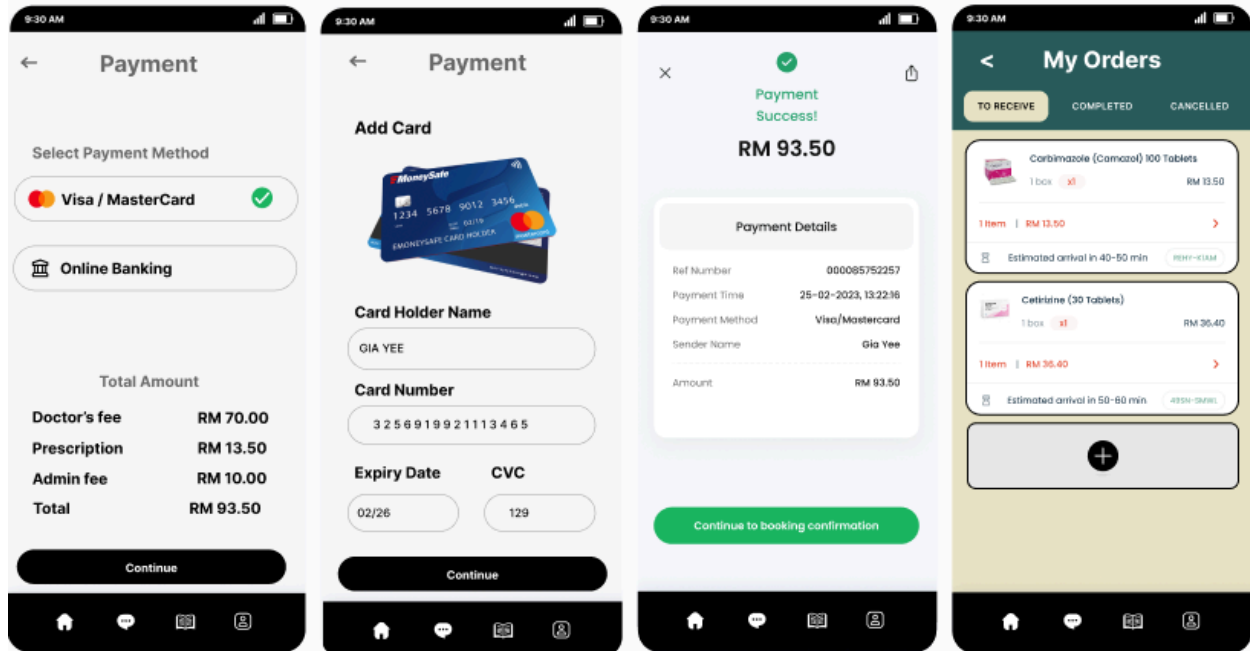 9:30 AM
Payment
Select Payment Method
Visa / MasterCard
Online Banking
Total Amount
Doctor's fee RM 70.00
Prescription RM 13.50
Admin fee RM 10.00
Total RM 93.50
Continue
9:30 AM
Payment
Add Card
MoneySafe
1234 5678 9012 3456
02/19
EMONEYSAFE CARD HOLDER
Card Holder Name
GIA YEE
Card Number
3256919921113465
Expiry Date CVC
02/26 129
Continue
9:30 AM
Payment
Success!
RM 93.50
Payment Details
Ref Number 000085752257
Payment Time 25-02-2023, 13:22:16
Payment Method Visa/Mastercard
Sender Name Gia Yee
Amount RM 93.50
Continue to booking confirmation
9:30 AM
< My Orders
TO RECEIVE COMPLETED CANCELLED
Carbimazole (Camazol) 100 Tablets
1 box x1 RM 13.50
1 Item | RM 13.50 >
Estimated arrival in 40-50 min
Cetirizine (30 Tablets)
1 box x1 RM 36.40
1 Item | RM 36.40 >
Estimated arrival in 50-60 min